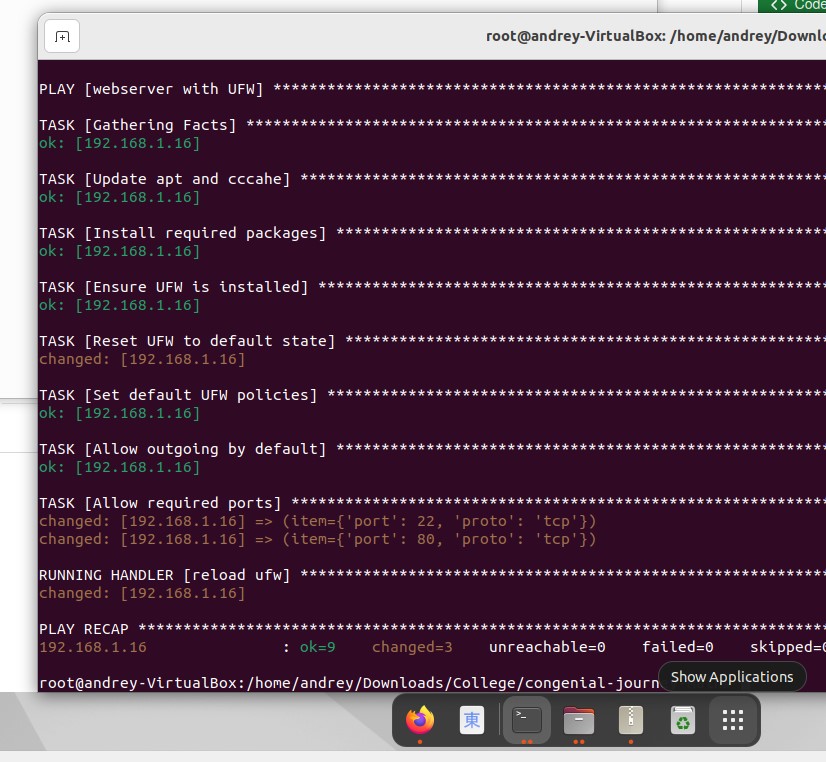 Code
root@andrey-VirtualBox: /home/andrey/Downlo
PLAY [webserver with UFW] *************************************************************
TASK [Gathering Facts] ****************************************************************
ok: [192.168.1.16]
TASK [Update apt and cccahe] **********************************************************
ok: [192.168.1.16]
TASK [Install required packages] ******************************************************
ok: [192.168.1.16]
TASK [Ensure UFW is installed] ********************************************************
ok: [192.168.1.16]
TASK [Reset UFW to default state] *****************************************************
changed: [192.168.1.16]
TASK [Set default UFW policies] *******************************************************
ok: [192.168.1.16]
TASK [Allow outgoing by default] ******************************************************
ok: [192.168.1.16]
TASK [Allow required ports] ***********************************************************
changed: [192.168.1.16] => (item={'port': 22, 'proto': 'tcp'})
changed: [192.168.1.16] => (item={'port': 80, 'proto': 'tcp'})
RUNNING HANDLER [reload ufw] **********************************************************
changed: [192.168.1.16]
PLAY RECAP ****************************************************************************
192.168.1.16               : ok=9    changed=3    unreachable=0    failed=0    skipped=0
root@andrey-VirtualBox:/home/andrey/Downloads/College/congenial-journ
Show Applications
東